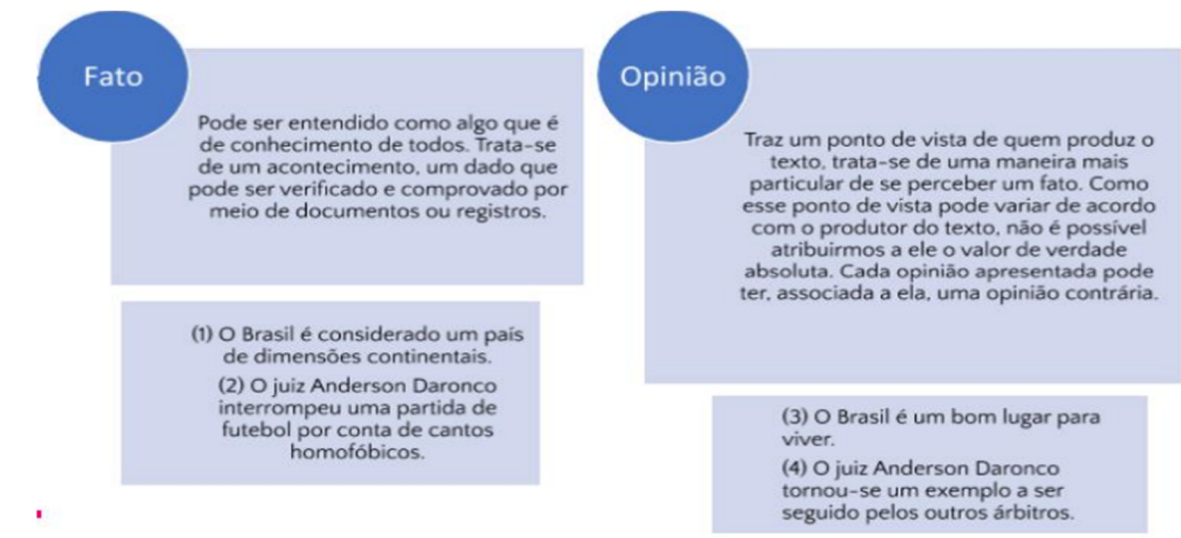 Fato
Pode ser entendido como algo que é
de conhecimento de todos. Trata-se
de um acontecimento, um dado que
pode ser verificado e comprovado por
meio de documentos ou registros.
(1) O Brasil é considerado um país
de dimensões continentais.
(2) O juiz Anderson Daronco
interrompeu uma partida de
futebol por conta de cantos
homofóbicos.
Opinião
Traz um ponto de vista de quem produz o
texto, trata-se de uma maneira mais
particular de se perceber um fato. Como
esse ponto de vista pode variar de acordo
com o produtor do texto, não é possível
atribuirmos a ele o valor de verdade
absoluta. Cada opinião apresentada pode
ter, associada a ela, uma opinião contrária.
(3) O Brasil é um bom lugar para
viver.
(4) O juiz Anderson Daronco
tornou-se um exemplo a ser
seguido pelos outros árbitros.